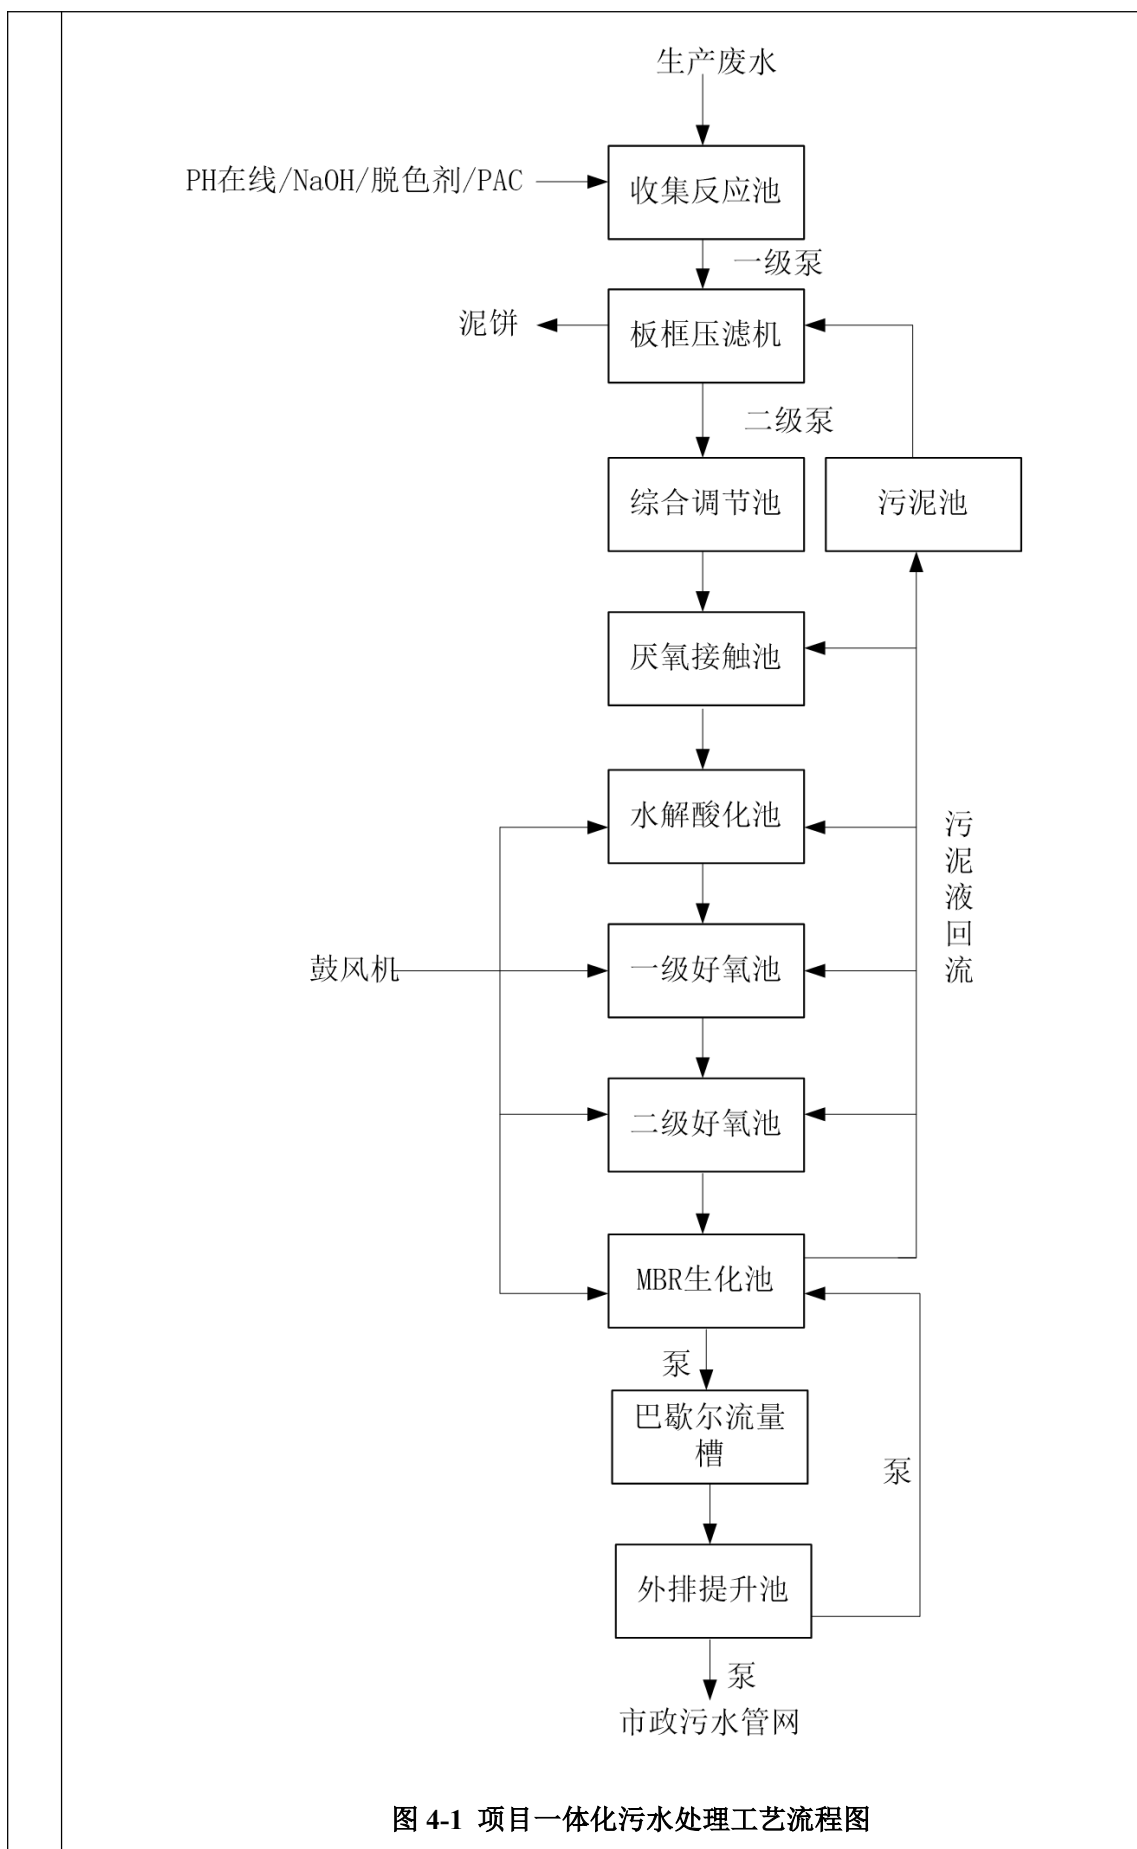 生产废水
PH在线/NaOH/脱色剂/PAC
收集反应池
一级泵
泥饼
板框压滤机
二级泵
综合调节池
污泥池
厌氧接触池
水解酸化池
污泥液回流
鼓风机
一级好氧池
二级好氧池
MBR生化池
泵
巴歇尔流量
槽
泵
外排提升池
泵
市政污水管网
图 4-1 项目一体化污水处理工艺流程图